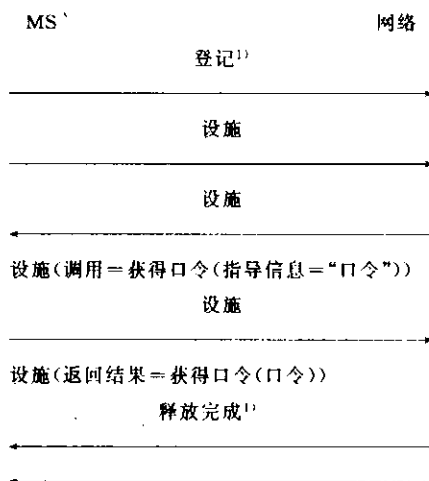 MS 网络
登记1)
设施
设施
设施(调用=获得口令(指导信息=“口令”))
设施
设施(返回结果=获得口令(口令))
释放完成1)